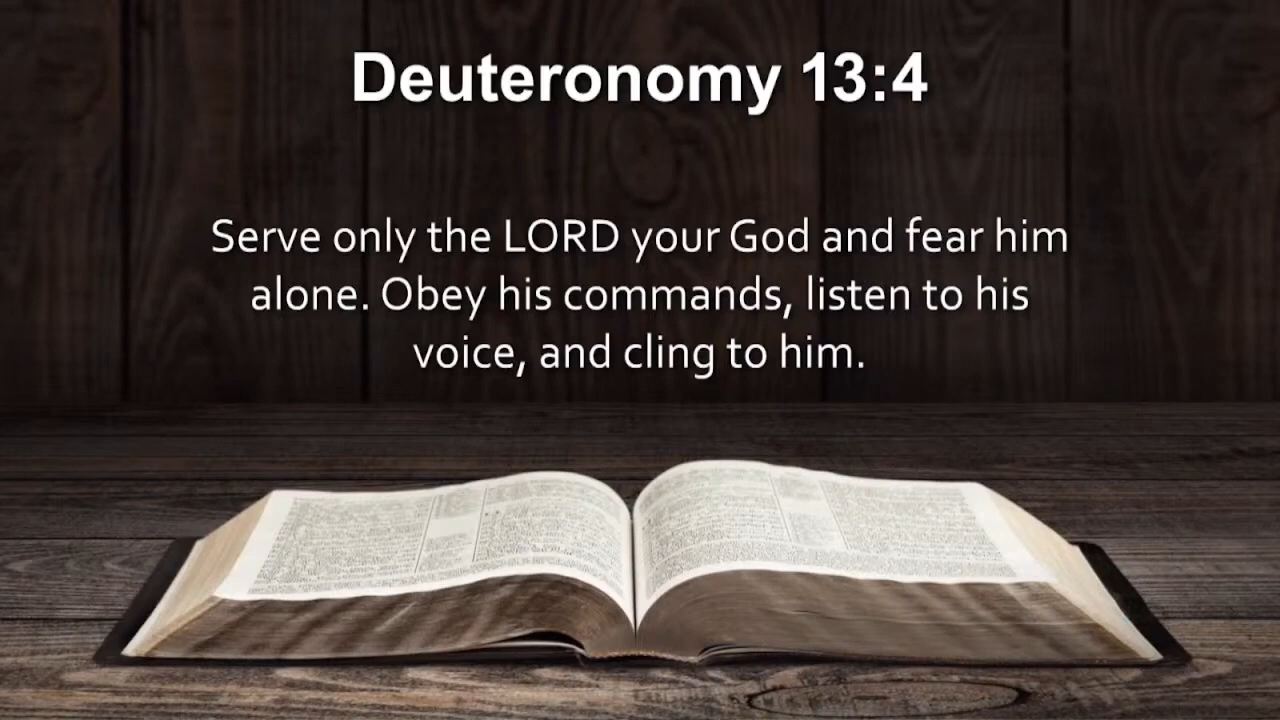 Deuteronomy 13:4
Serve only the LORD your God and fear him
alone. Obey his commands, listen to his
voice, and cling to him.